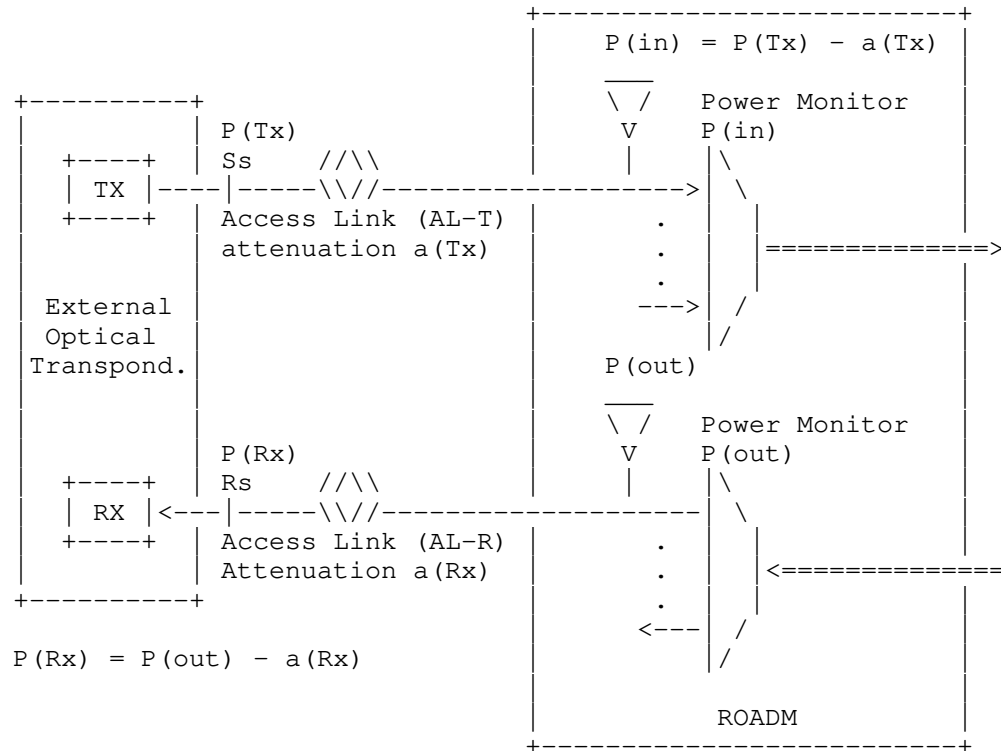 P(in) = P(Tx) - a(Tx)
Power Monitor
P(Tx)
V
P(in)
Ss
TX
Access Link (AL-T)
attenuation a(Tx)
External
Optical
Transpond.
P(out)
Power Monitor
P(Rx)
V
P(out)
Rs
RX
Access Link (AL-R)
Attenuation a(Rx)
P(Rx) = P(out) - a(Rx)
ROADM